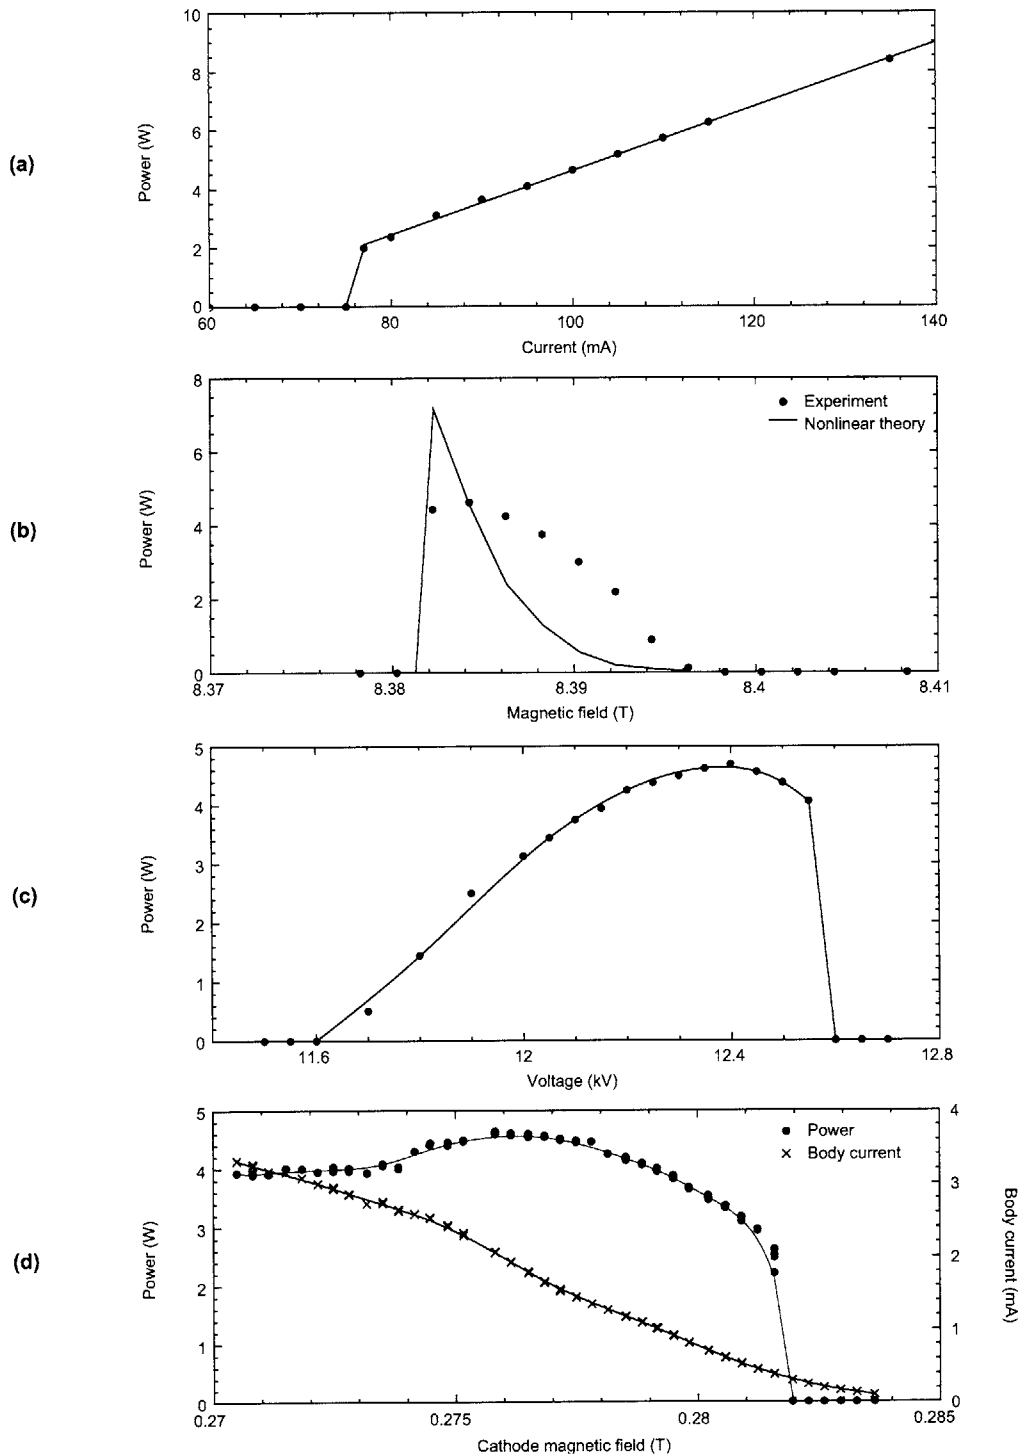 (a)
Power (W)
10
8
6
4
2
0
60
80
100
120
140
Current (mA)
(b)
Power (W)
8
6
4
2
0
Experiment
Nonlinear theory
8.37
8.38
8.39
8.4
8.41
Magnetic field (T)
(c)
Power (W)
5
4
3
2
1
0
11.6
12
12.4
12.8
Voltage (kV)
(d)
Power (W)
5
4
3
2
1
0
Power
Body current
4
3
2
1
0
Body current (mA)
0.27
0.275
0.28
0.285
Cathode magnetic field (T)